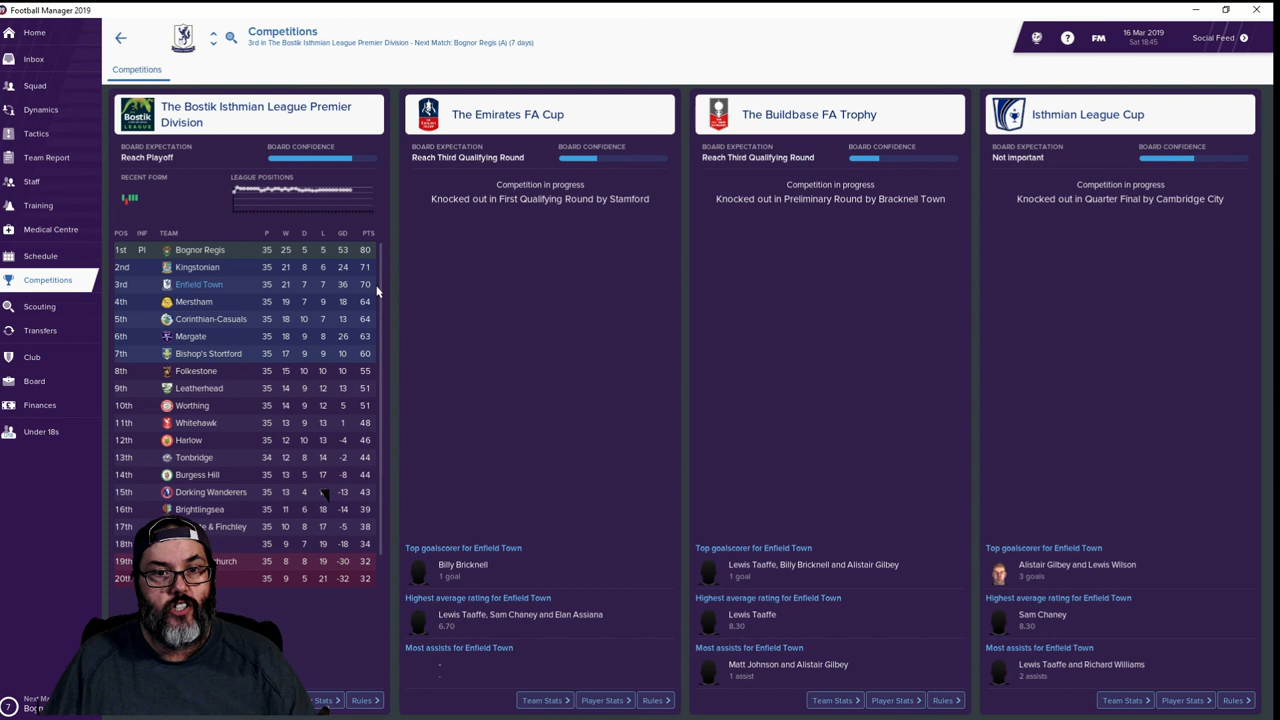 Football Manager 2019
Home
Inbox
Squad
Dynamics
Tactics
Team Report
Staff
Training
Medical Centre
Schedule
Competitions
Scouting
Transfers
Club
Board
Finances
Under 18s
7
Competitions
3rd in The Bostik Isthmian League Premier Division - Next Match: Bognor Regis (A) (7 days)
FM
16 Mar 2019
Sat 18:45
Social Feed
Competitions
Bostik
LEAGUE
The Bostik Isthmian League Premier
Division
BOARD EXPECTATION BOARD CONFIDENCE
Reach Playoff
RECENT FORM LEAGUE POSITIONS
POS INF TEAM P W D L GD PTS
1st Pl Bognor Regis 35 25 5 5 53 80
2nd Kingstonian 35 21 8 6 24 71
3rd Enfield Town 35 21 7 7 36 70
4th Merstham 35 19 7 9 18 64
5th Corinthian-Casuals 35 18 10 7 13 64
6th Margate 35 18 9 8 26 63
7th Bishop's Stortford 35 17 9 9 10 60
8th Folkestone 35 15 10 10 10 55
9th Leatherhead 35 14 9 12 13 51
10th Worthing 35 14 9 12 5 51
11th Whitehawk 35 13 9 13 1 48
12th Harlow 35 12 10 13 -4 46
13th Tonbridge 34 12 8 14 -2 44
14th Burgess Hill 35 13 5 17 -8 44
15th Dorking Wanderers 35 13 4 -13 43
16th Brightlingsea 35 11 6 18 -14 39
17th & Finchley 35 10 8 17 -5 38
18th 35 9 7 19 -18 34
19th church 35 8 8 19 -30 32
20th 35 9 5 21 -32 32
Stats Rules
The Emirates FA Cup
BOARD EXPECTATION BOARD CONFIDENCE
Reach Third Qualifying Round
Competition in progress
Knocked out in First Qualifying Round by Stamford
Top goalscorer for Enfield Town
Billy Bricknell
1 goal
Highest average rating for Enfield Town
Lewis Taaffe, Sam Chaney and Elan Assiana
6.70
Most assists for Enfield Town
-
-
Team Stats Player Stats Rules
The Buildbase FA Trophy
BOARD EXPECTATION BOARD CONFIDENCE
Reach Third Qualifying Round
Competition in progress
Knocked out in Preliminary Round by Bracknell Town
Top goalscorer for Enfield Town
Lewis Taaffe, Billy Bricknell and Alistair Gilbey
1 goal
Highest average rating for Enfield Town
Lewis Taaffe
8.30
Most assists for Enfield Town
Matt Johnson and Alistair Gilbey
1 assist
Team Stats Player Stats Rules
Isthmian League Cup
BOARD EXPECTATION BOARD CONFIDENCE
Not important
Competition in progress
Knocked out in Quarter Final by Cambridge City
Top goalscorer for Enfield Town
Alistair Gilbey and Lewis Wilson
3 goals
Highest average rating for Enfield Town
Sam Chaney
8.30
Most assists for Enfield Town
Lewis Taaffe and Richard Williams
2 assists
Team Stats Player Stats Rules